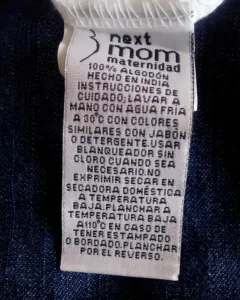 next
mom
maternidad
100% ALGODÓN
HECHO EN INDIA
INSTRUCCIONES DE
CUIDADO; LAVAR A
MANO CON AGUA FRIA
A 30°C CON COLORES
SIMILARES CON JABÓN
O DETERGENTE. USAR
BLANQUEADOR SIN
CLORO CUANDO SEA
NECESARIO. NO
EXPRIMIR SECAR EN
SECADORA DOMÉSTICA
A TEMPERATURA
BAJA. PLANCHAR A
TEMPERATURA BAJA
A 110°C EN CASO DE
TENER ESTAMPADO
O BORDADO. PLANCHAR
POR EL REVERSO.